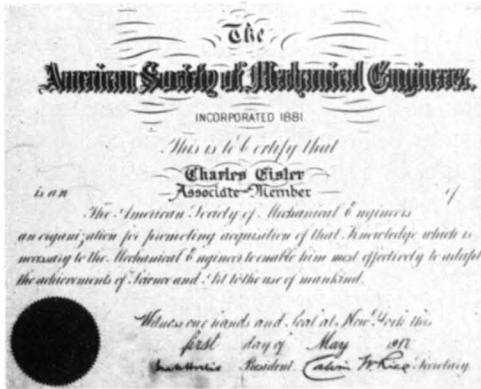 The
American Society of Mechanical Engineers.
INCORPORATED 1881.
This is to Certify that
Charles Eisler
is an Associate-Member of
The American Society of Mechanical Engineers
an organization for promoting acquisition of that Knowledge which is
necessary to the Mechanical Engineer to enable him most effectively to adapt
the achievements of Science and Art to the use of mankind.
Witness our hands and Seal at New York this
first day of May
President. Calvin W. Rice Secretary